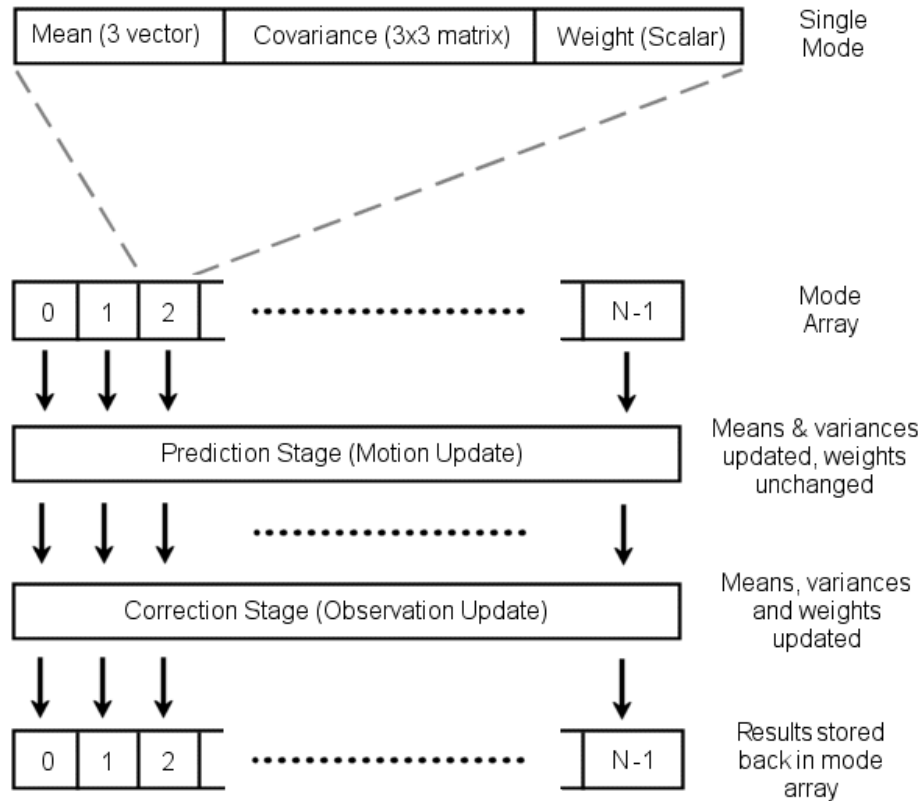 Mean (3 vector) Covariance (3x3 matrix) Weight (Scalar)
Single
Mode
0 1 2 N-1
Mode
Array
Prediction Stage (Motion Update)
Means & variances
updated, weights
unchanged
Correction Stage (Observation Update)
Means, variances
and weights
updated
0 1 2 N-1
Results stored
back in mode
array